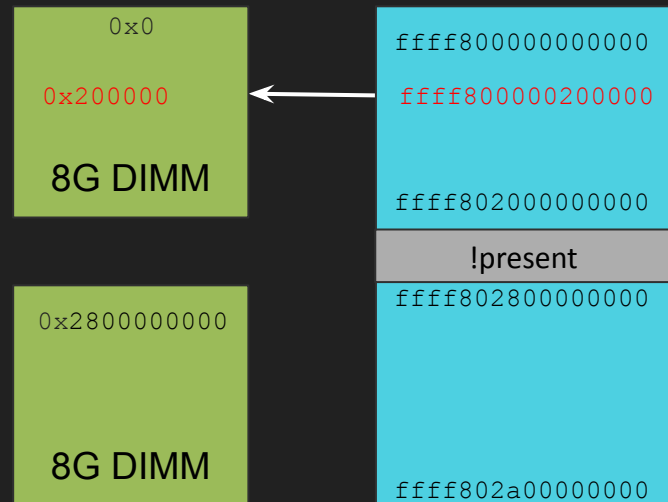 0x0
0x200000
8G DIMM
0x2800000000
8G DIMM
ffff800000000000
ffff800000200000
ffff802000000000
!present
ffff802800000000
ffff802a00000000